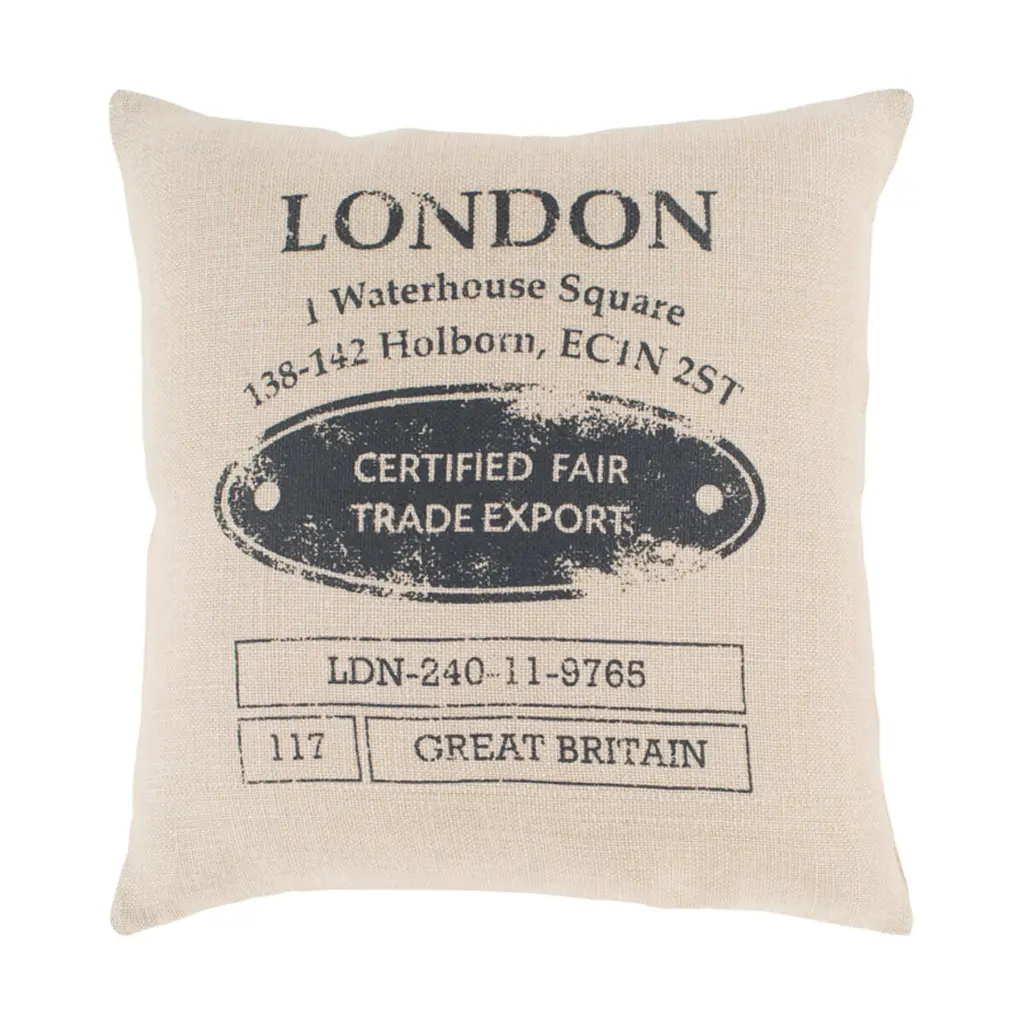 LONDON
1 Waterhouse Square
138-142 Holborn, EC1N 2ST
CERTIFIED FAIR
TRADE EXPORT
LDN-240-11-9765
117
GREAT BRITAIN